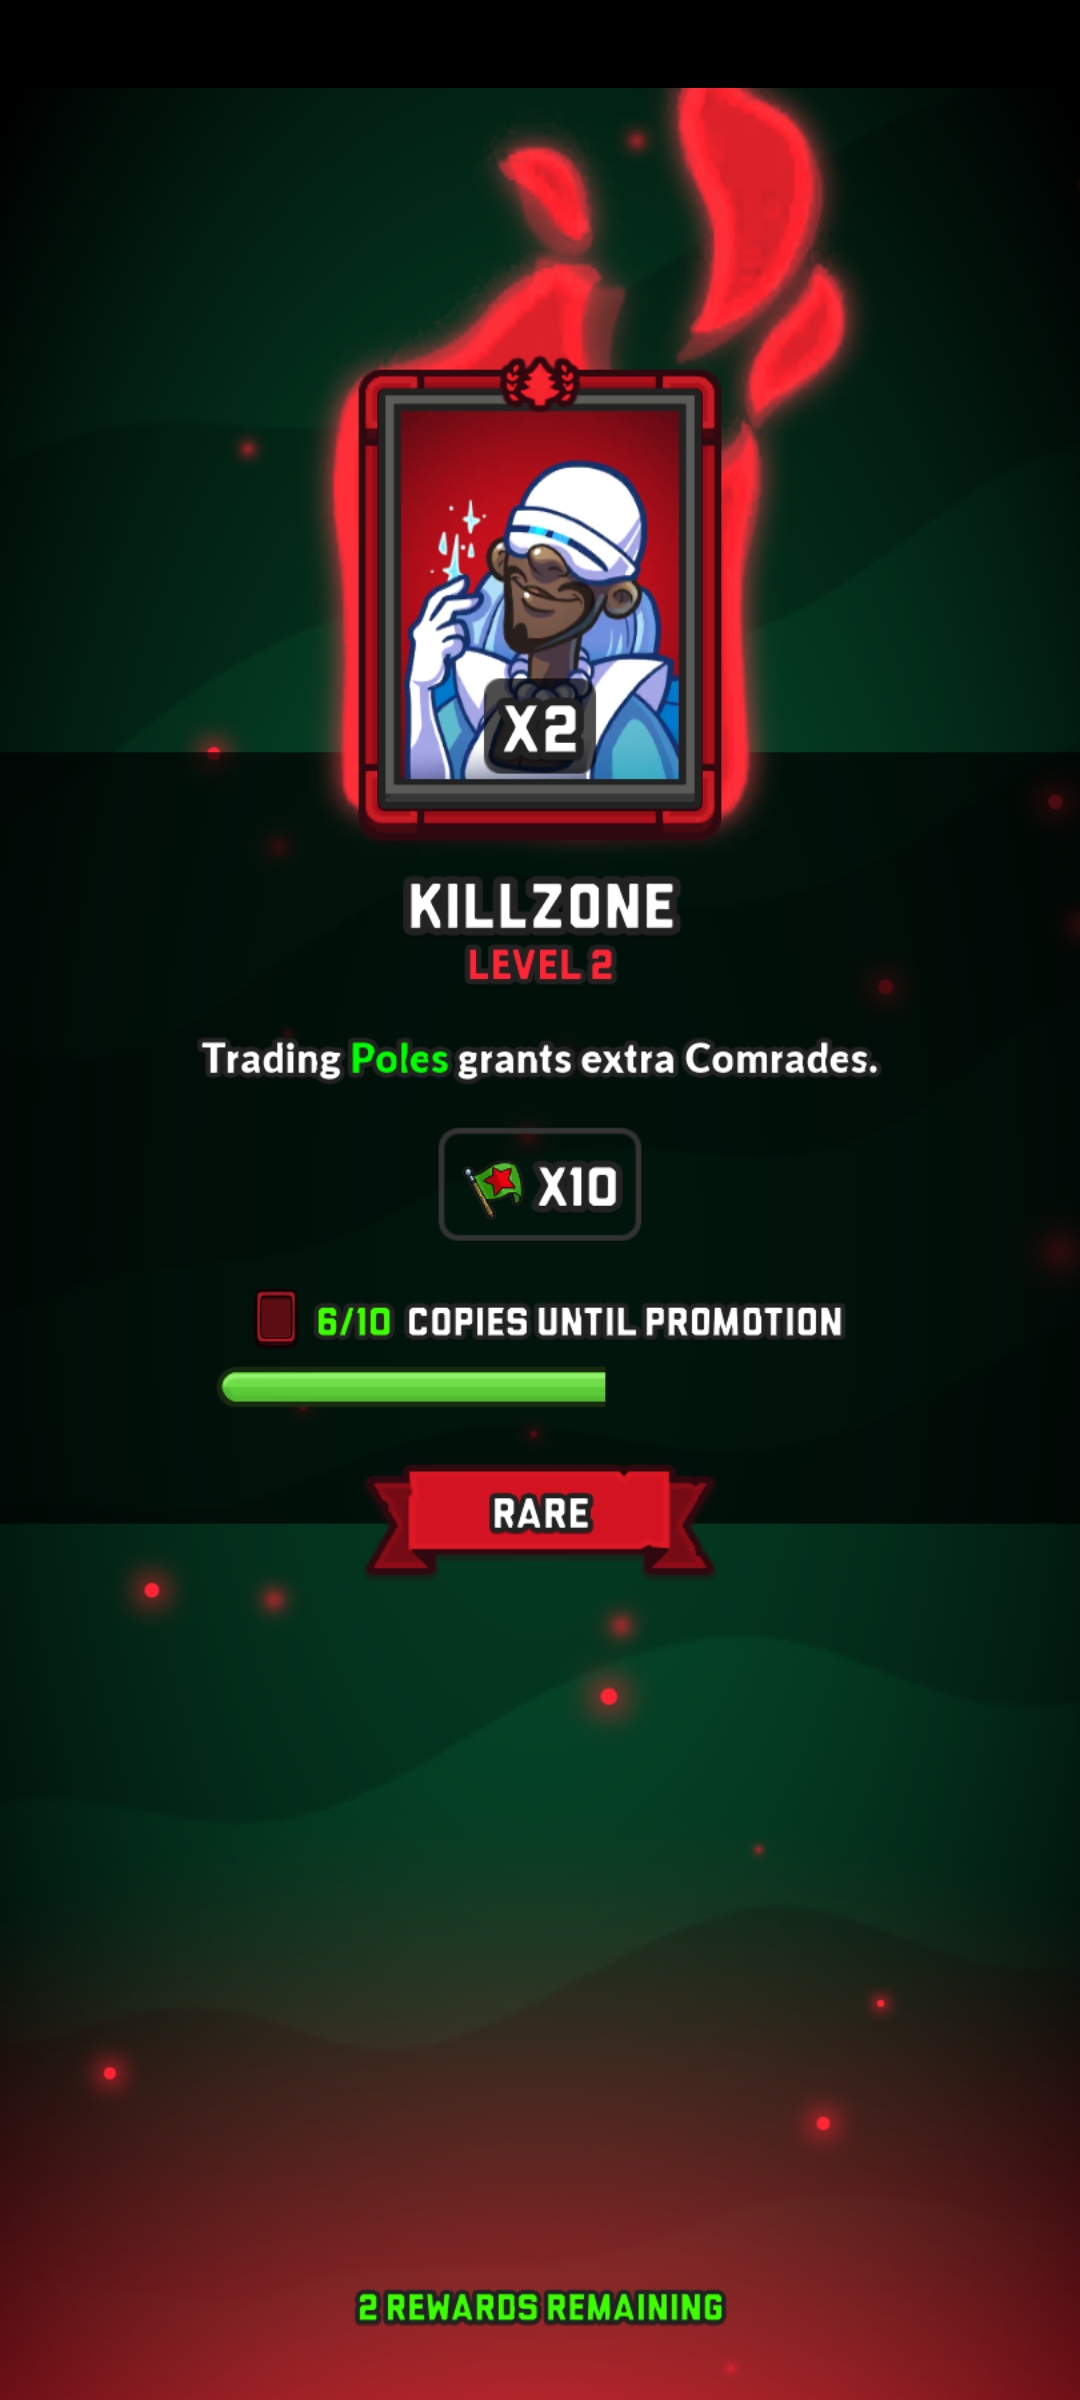 X2
KILLZONE
LEVEL 2
Trading Poles grants extra Comrades.
X10
6/10 COPIES UNTIL PROMOTION
RARE
2 REWARDS REMAINING